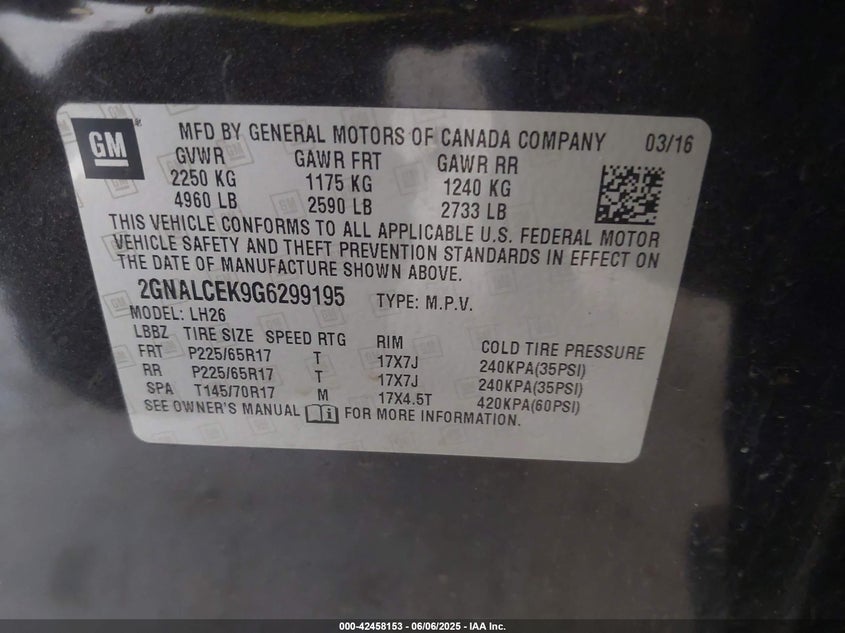 GM
MFD BY GENERAL MOTORS OF CANADA COMPANY 03/16
GVWR GAWR FRT GAWR RR
2250 KG 1175 KG 1240 KG
4960 LB 2590 LB 2733 LB
THIS VEHICLE CONFORMS TO ALL APPLICABLE U.S. FEDERAL MOTOR
VEHICLE SAFETY AND THEFT PREVENTION STANDARDS IN EFFECT ON
THE DATE OF MANUFACTURE SHOWN ABOVE.
2GNALCEK9G6299195 TYPE: M.P.V.
MODEL: LH26
LBBZ TIRE SIZE SPEED RTG RIM COLD TIRE PRESSURE
FRT P225/65R17 T 17X7J 240KPA(35PSI)
RR P225/65R17 T 17X7J 240KPA(35PSI)
SPA T145/70R17 M 17X4.5T 420KPA(60PSI)
SEE OWNER'S MANUAL FOR MORE INFORMATION.
000-42458153 - 06/06/2025 - IAA Inc.